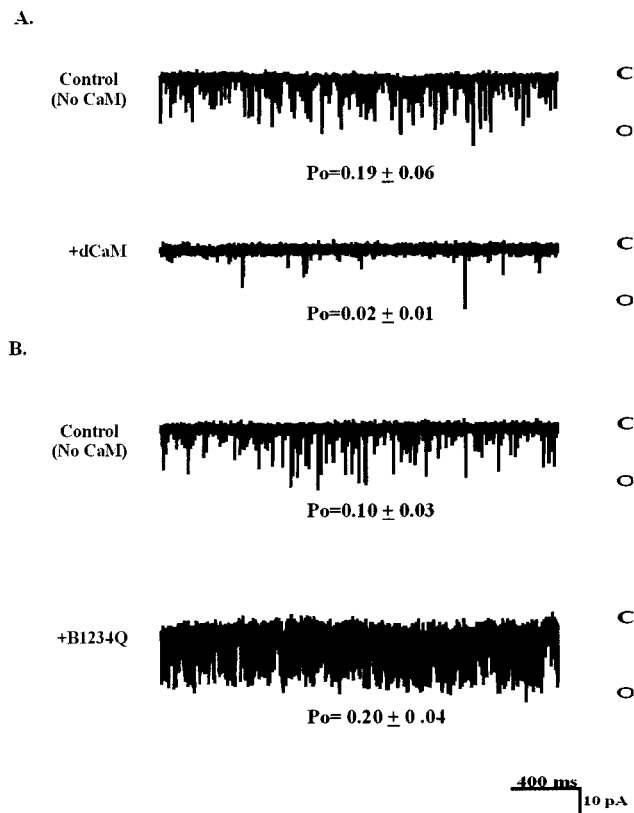 A.
Control
(No CaM)
C
O
Po=0.19 ± 0.06
+dCaM
C
O
Po=0.02 ± 0.01
B.
Control
(No CaM)
C
O
Po=0.10 ± 0.03
+B1234Q
C
O
Po= 0.20 ± 0 .04
400 ms
10 pA